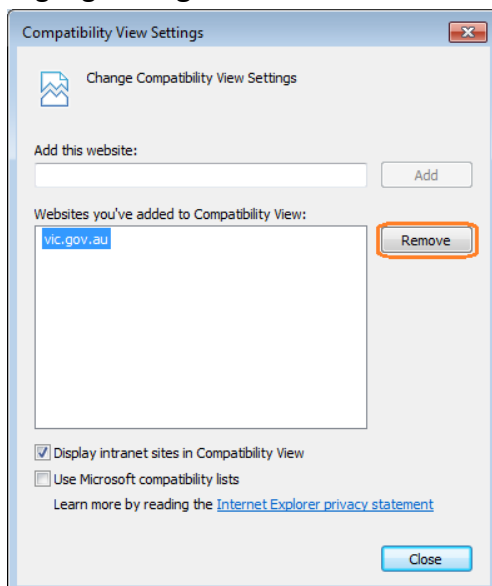 Compatibility View Settings
Change Compatibility View Settings
Add this website:
Add
Websites you've added to Compatibility View:
vic.gov.au
Remove
Display intranet sites in Compatibility View
Use Microsoft compatibility lists
Learn more by reading the Internet Explorer privacy statement
Close